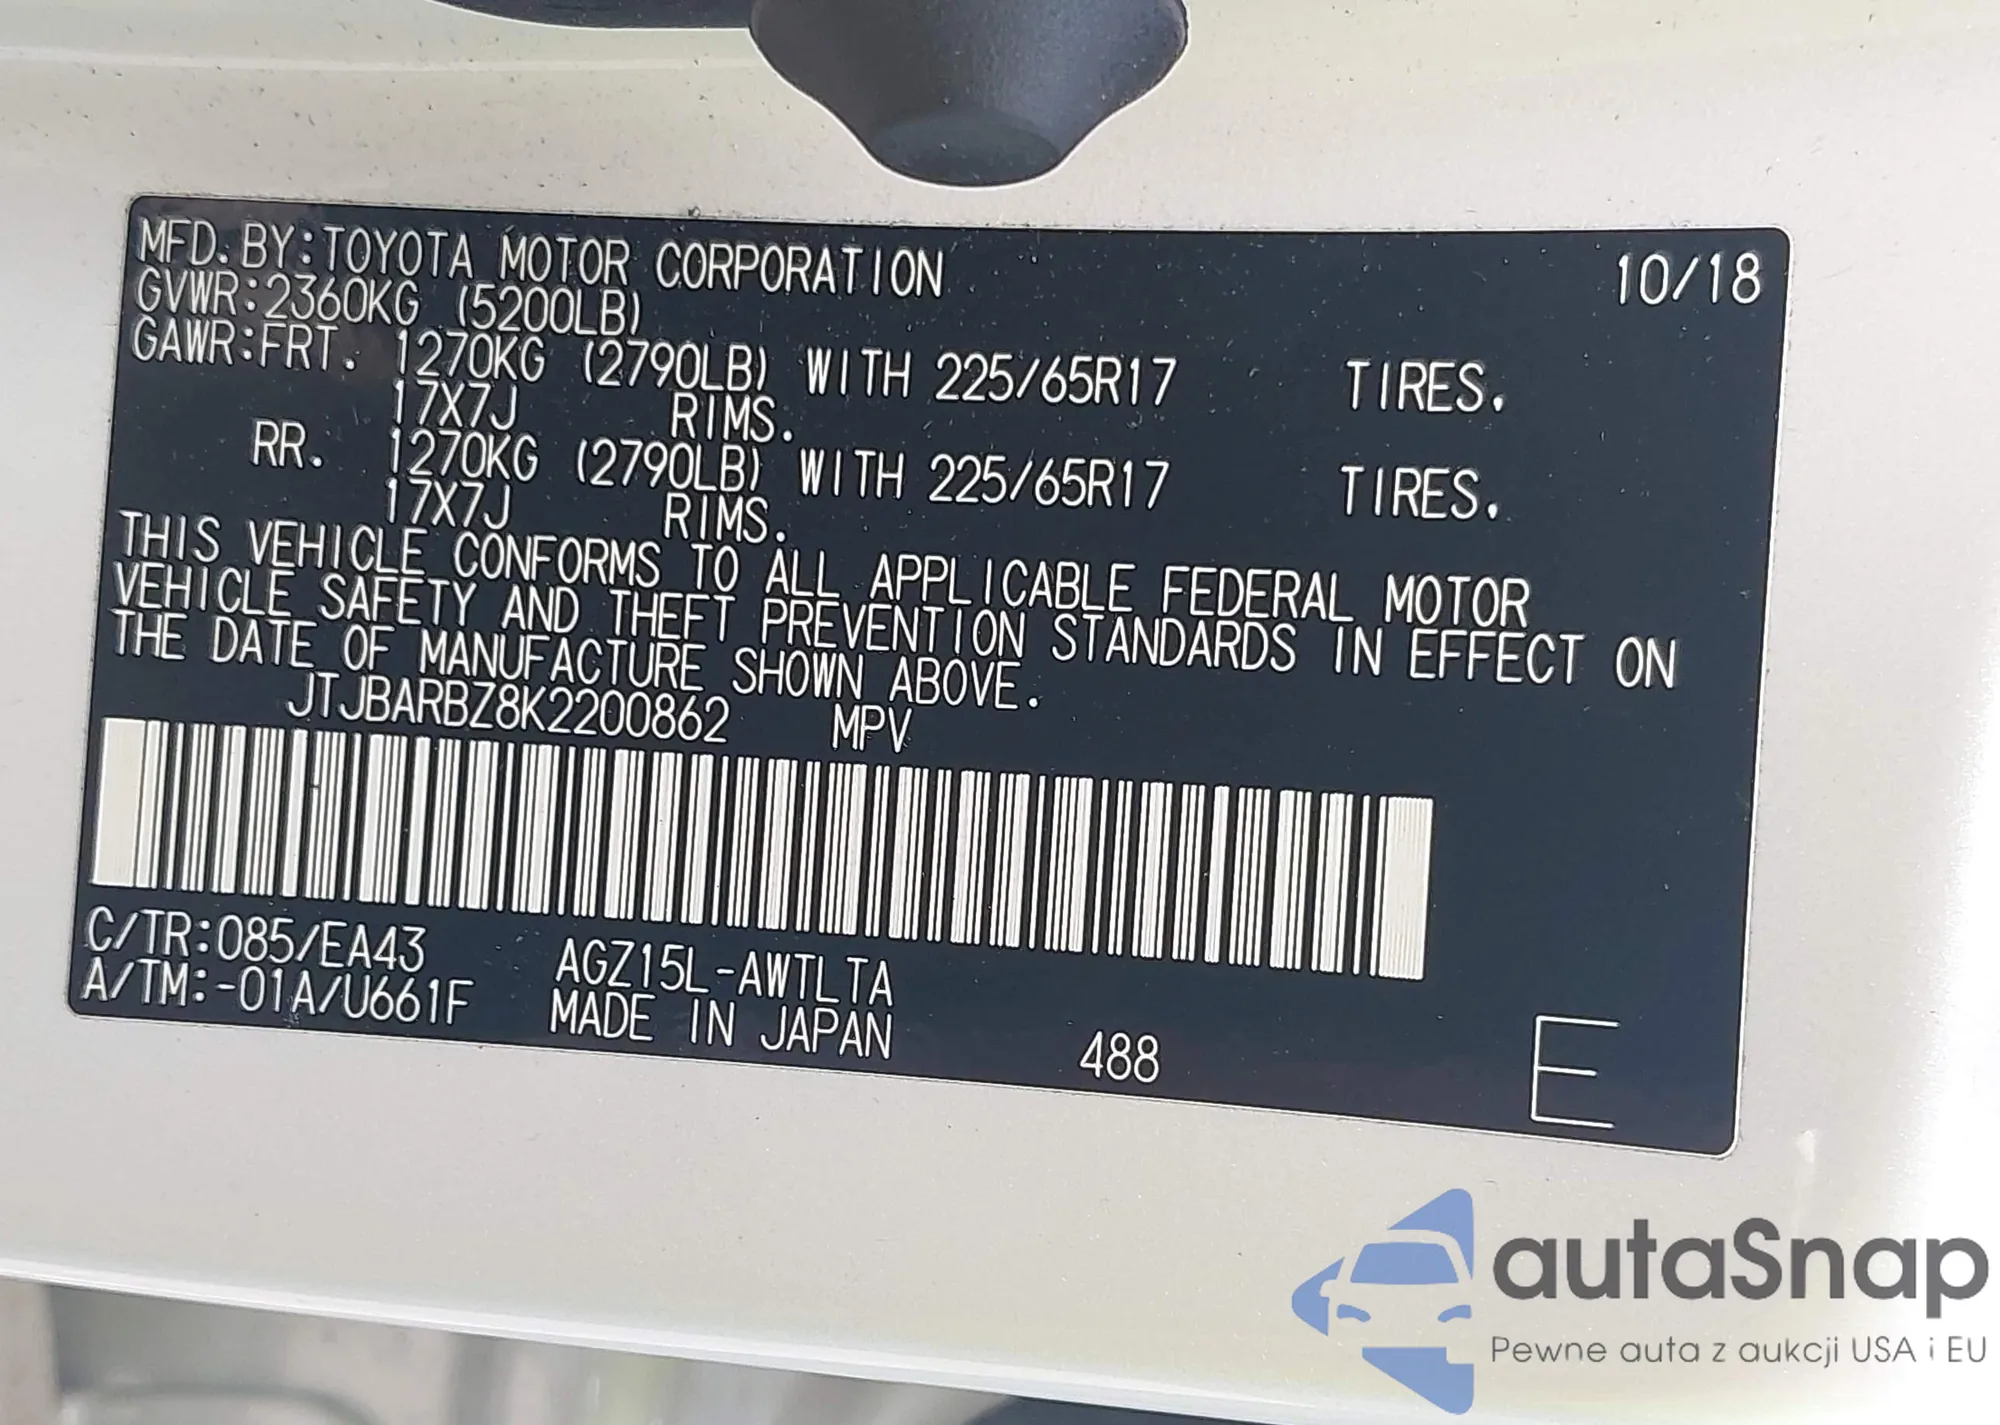 MFD. BY: TOYOTA MOTOR CORPORATION 10/18
GVWR: 2360KG (5200LB)
GAWR: FRT. 1270KG (2790LB) WITH 225/65R17 TIRES.
17X7J RIMS.
RR. 1270KG (2790LB) WITH 225/65R17 TIRES.
17X7J RIMS.
THIS VEHICLE CONFORMS TO ALL APPLICABLE FEDERAL MOTOR
VEHICLE SAFETY AND THEFT PREVENTION STANDARDS IN EFFECT ON
THE DATE OF MANUFACTURE SHOWN ABOVE.
JTJBARBZ8K2200862 MPV
C/TR: 085/EA43 AGZ15L-AWTLTA
A/TM: -01A/U661F MADE IN JAPAN 488 E
autaSnap
Pewne auta z aukcji USA i EU